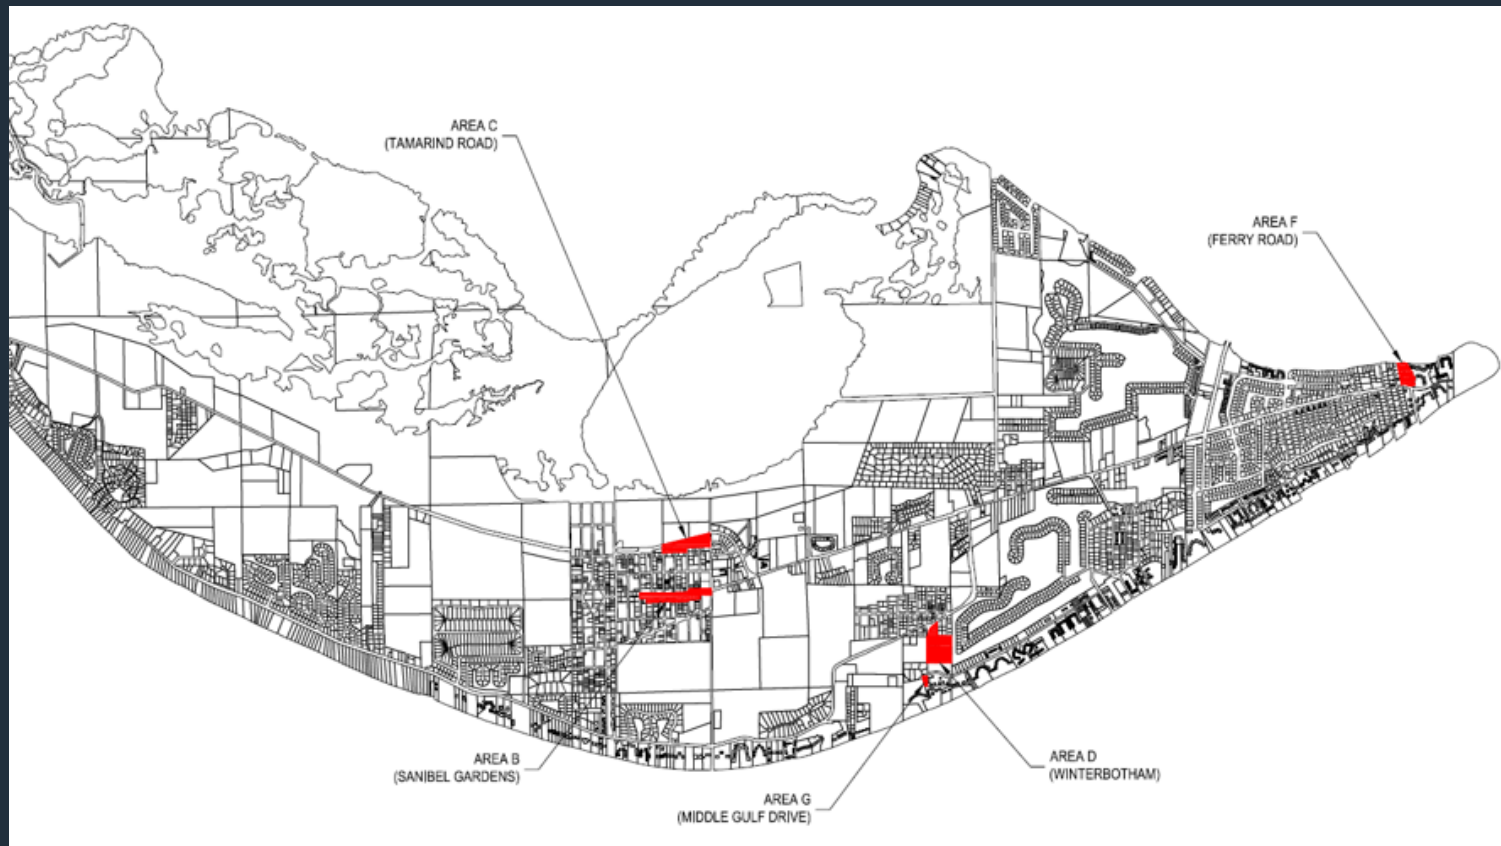 AREA C
(TAMARIND ROAD)
AREA F
(FERRY ROAD)
AREA B
(SANIBEL GARDENS)
AREA D
(WINTERBOTHAM)
AREA G
(MIDDLE GULF DRIVE)